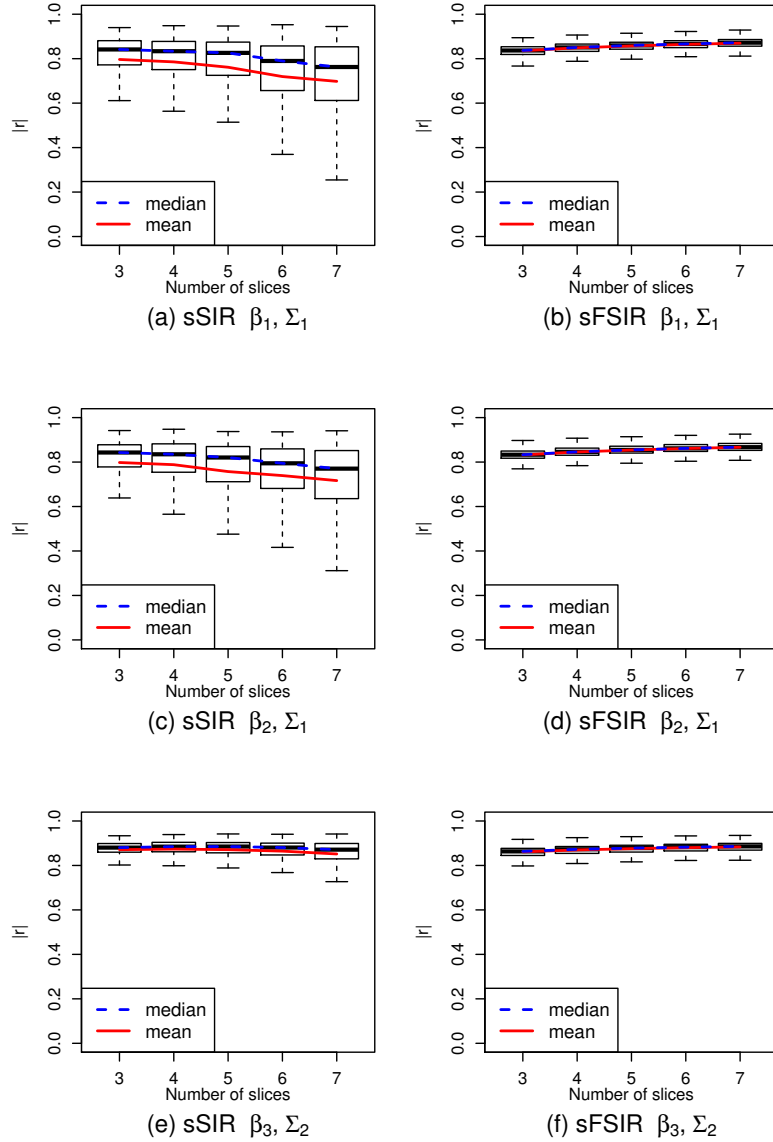 1.0
0.8
0.6
0.4
0.2
0.0
|r|
median
mean
3 4 5 6 7
Number of slices
(a) sSIR β₁, Σ₁
1.0
0.8
0.6
0.4
0.2
0.0
|r|
median
mean
3 4 5 6 7
Number of slices
(b) sFSIR β₁, Σ₁
1.0
0.8
0.6
0.4
0.2
0.0
|r|
median
mean
3 4 5 6 7
Number of slices
(c) sSIR β₂, Σ₁
1.0
0.8
0.6
0.4
0.2
0.0
|r|
median
mean
3 4 5 6 7
Number of slices
(d) sFSIR β₂, Σ₁
1.0
0.8
0.6
0.4
0.2
0.0
|r|
median
mean
3 4 5 6 7
Number of slices
(e) sSIR β₃, Σ₂
1.0
0.8
0.6
0.4
0.2
0.0
|r|
median
mean
3 4 5 6 7
Number of slices
(f) sFSIR β₃, Σ₂